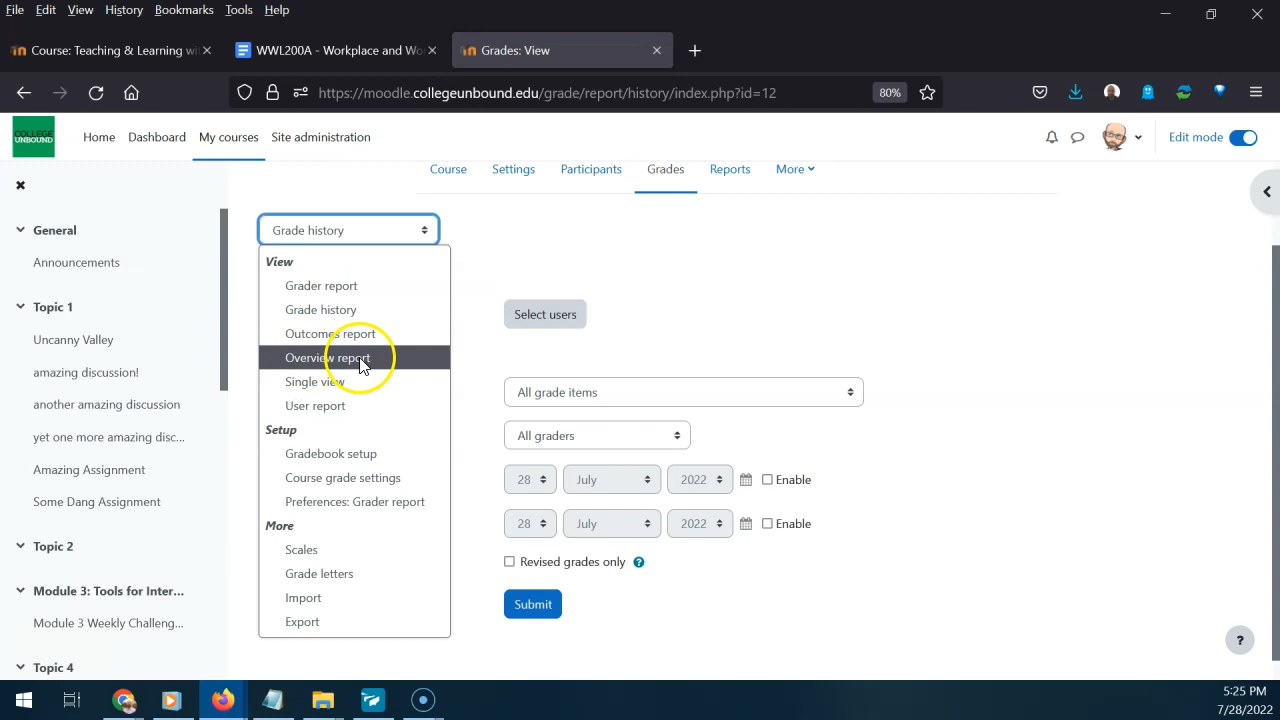 File Edit View History Bookmarks Tools Help
Course: Teaching & Learning wi
WWL200A - Workplace and Wo
Grades: View
https://moodle.collegeunbound.edu/grade/report/history/index.php?id=12
80%
COLLEGE UNBOUND
Home Dashboard My courses Site administration
Edit mode
Course Settings Participants Grades Reports More
General
Announcements
Topic 1
Uncanny Valley
amazing discussion!
another amazing discussion
yet one more amazing disc...
Amazing Assignment
Some Dang Assignment
Topic 2
Module 3: Tools for Inter...
Module 3 Weekly Challeng...
Topic 4
Grade history
View
Grader report
Grade history
Outcomes report
Overview report
Single view
User report
Setup
Gradebook setup
Course grade settings
Preferences: Grader report
More
Scales
Grade letters
Import
Export
Select users
All grade items
All graders
28 July 2022 Enable
28 July 2022 Enable
Revised grades only ?
Submit
?
5:25 PM
7/28/2022